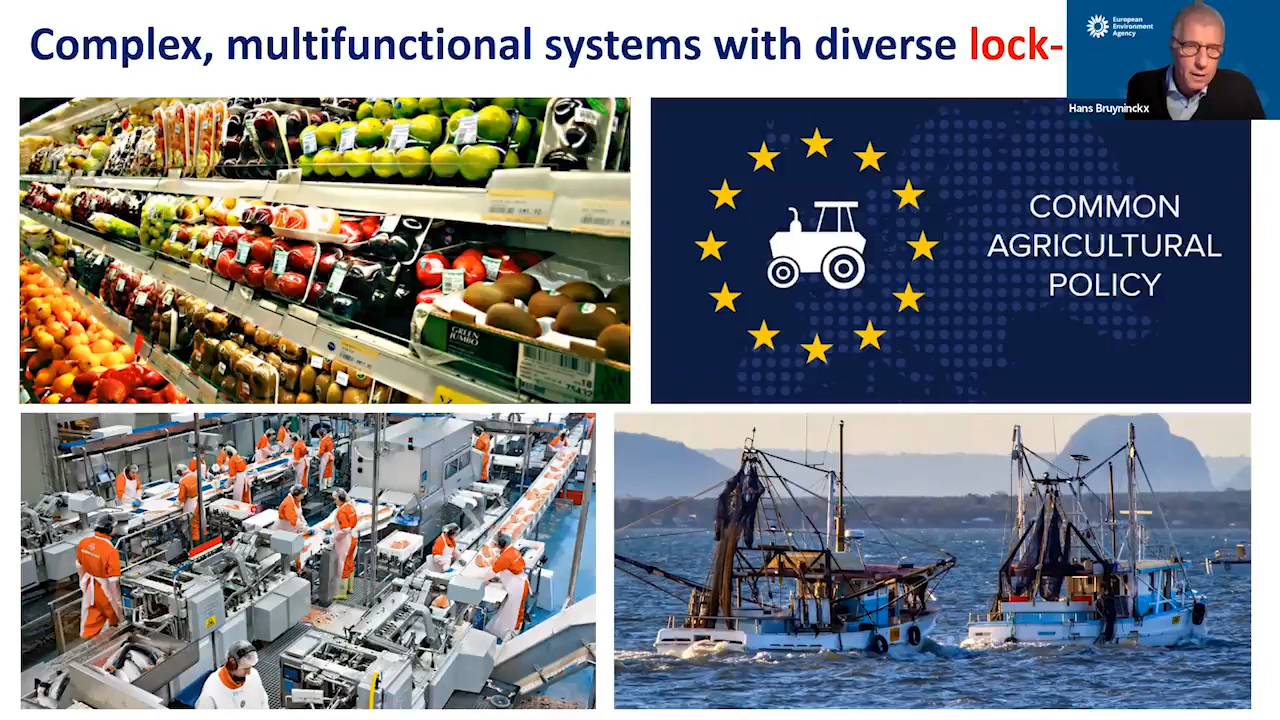 Complex, multifunctional systems with diverse lock-
European
Environment
Agency
Hans Bruyninckx
COMMON
AGRICULTURAL
POLICY
GREEN
JUMBO